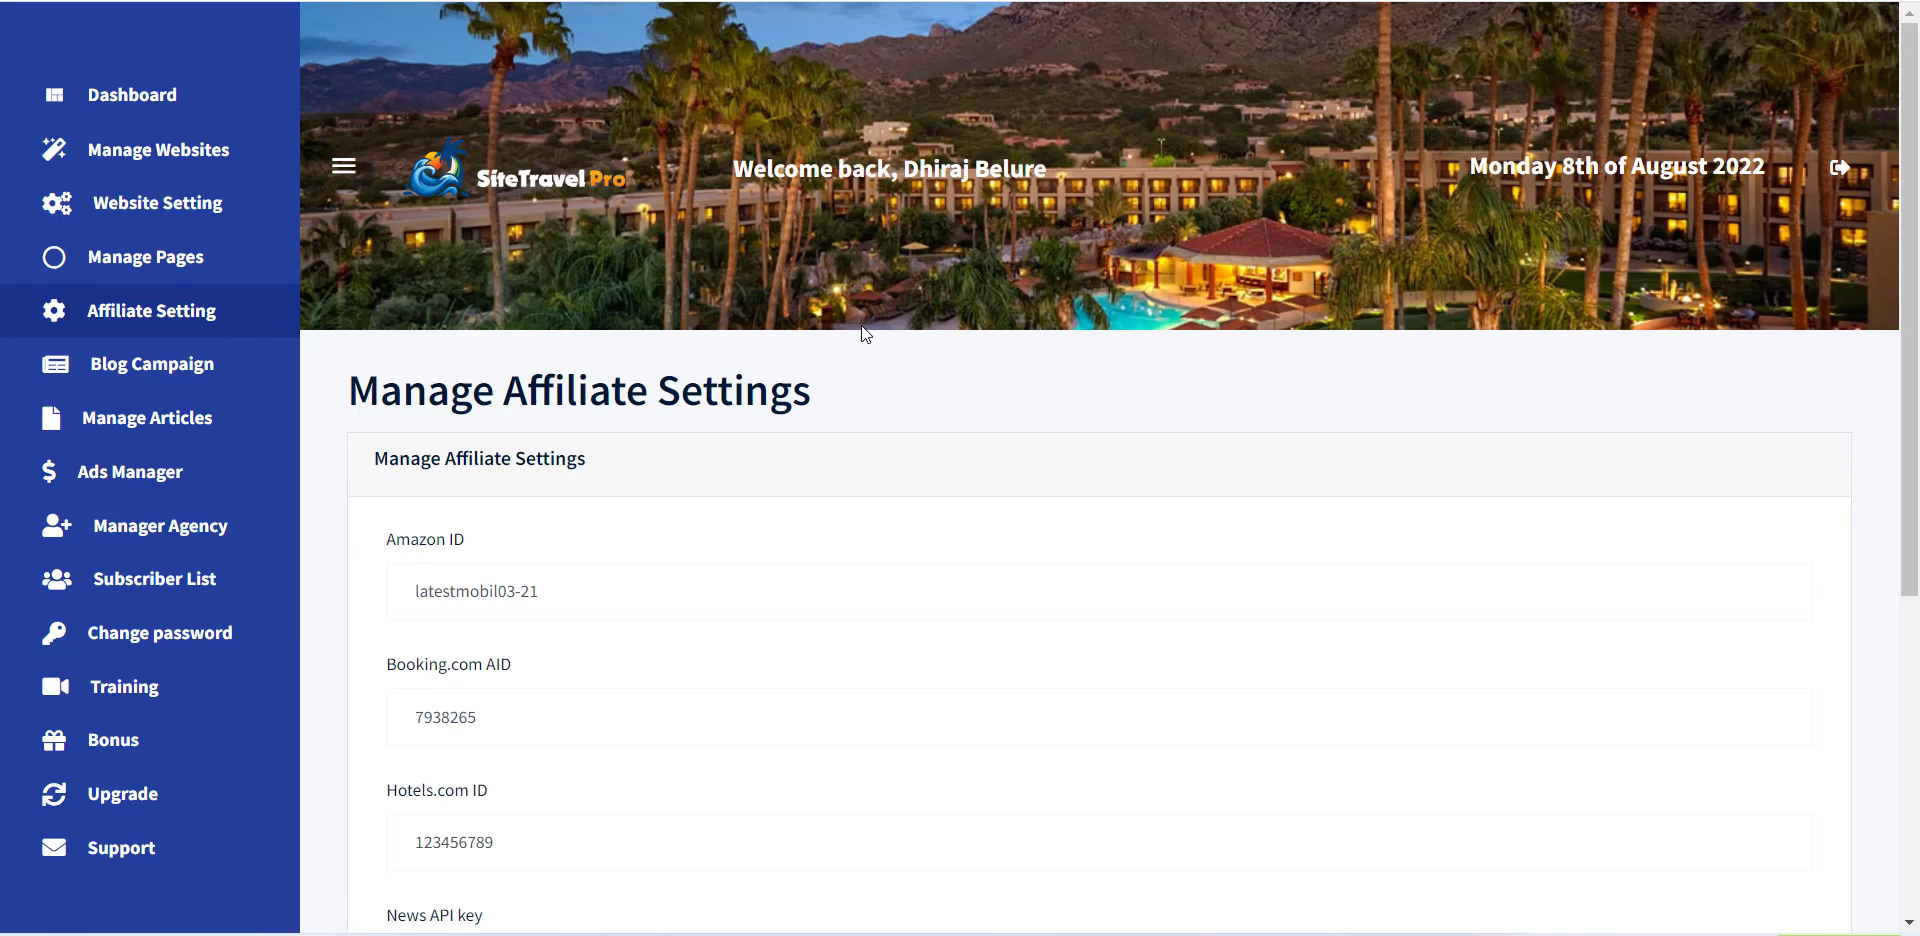 Dashboard
Manage Websites
Website Setting
Manage Pages
Affiliate Setting
Blog Campaign
Manage Articles
Ads Manager
Manager Agency
Subscriber List
Change password
Training
Bonus
Upgrade
Support
SiteTravel Pro
Welcome back, Dhiraj Belure
Monday 8th of August 2022
Manage Affiliate Settings
Manage Affiliate Settings
Amazon ID
latestmobil03-21
Booking.com AID
7938265
Hotels.com ID
123456789
News API key